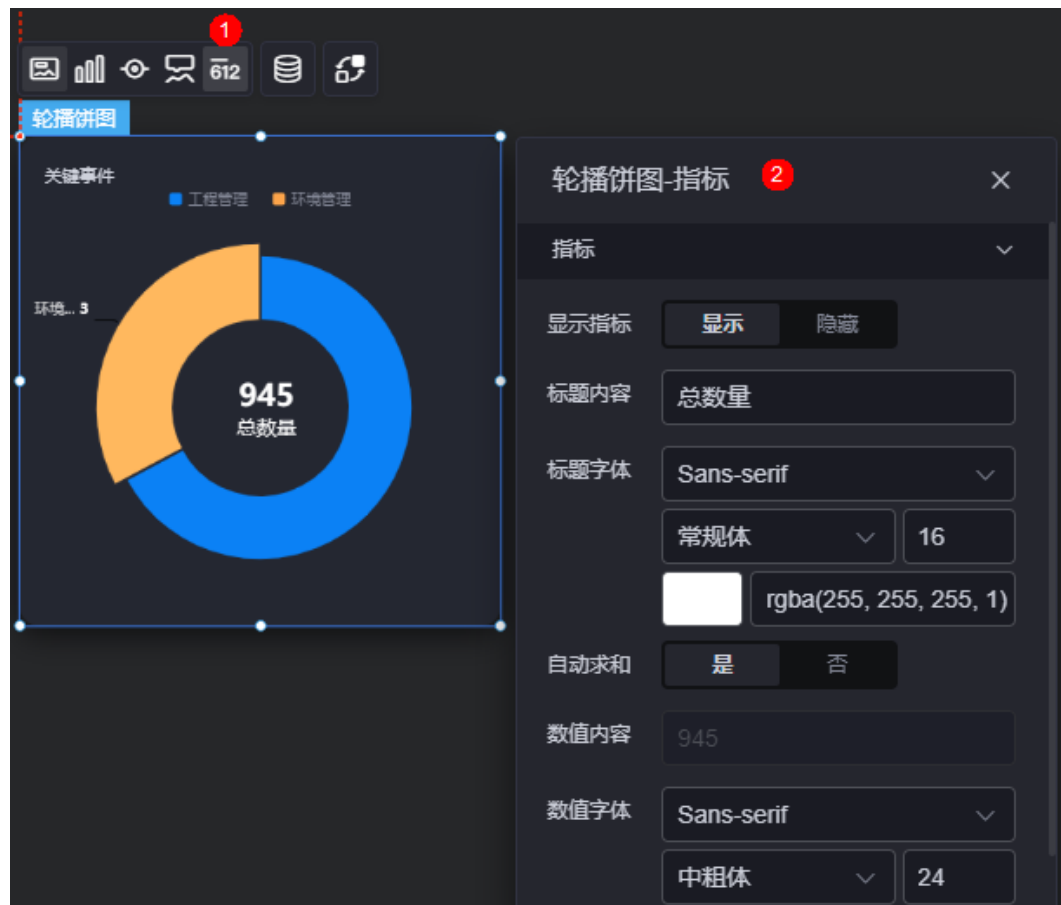 1
612
轮播饼图
关键事件
工程管理 环境管理
环境... 3
945
总数量
轮播饼图-指标 2
指标
显示指标 显示 隐藏
标题内容 总数量
标题字体 Sans-serif
常规体 16
rgba(255, 255, 255, 1)
自动求和 是 否
数值内容 945
数值字体 Sans-serif
中粗体 24